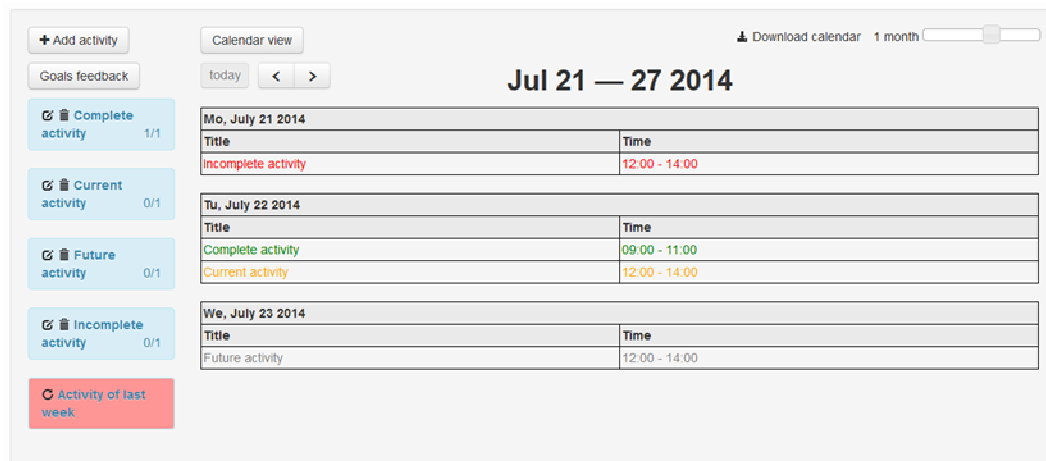 Add activity
Calendar view
Download calendar 1 month
Goals feedback
today
Jul 21 — 27 2014
Complete
activity 1/1
Current
activity 0/1
Future
activity 0/1
Incomplete
activity 0/1
Activity of last
week
Mo, July 21 2014
Title Time
Incomplete activity 12:00 - 14:00
Tu, July 22 2014
Title Time
Complete activity 09:00 - 11:00
Current activity 12:00 - 14:00
We, July 23 2014
Title Time
Future activity 12:00 - 14:00